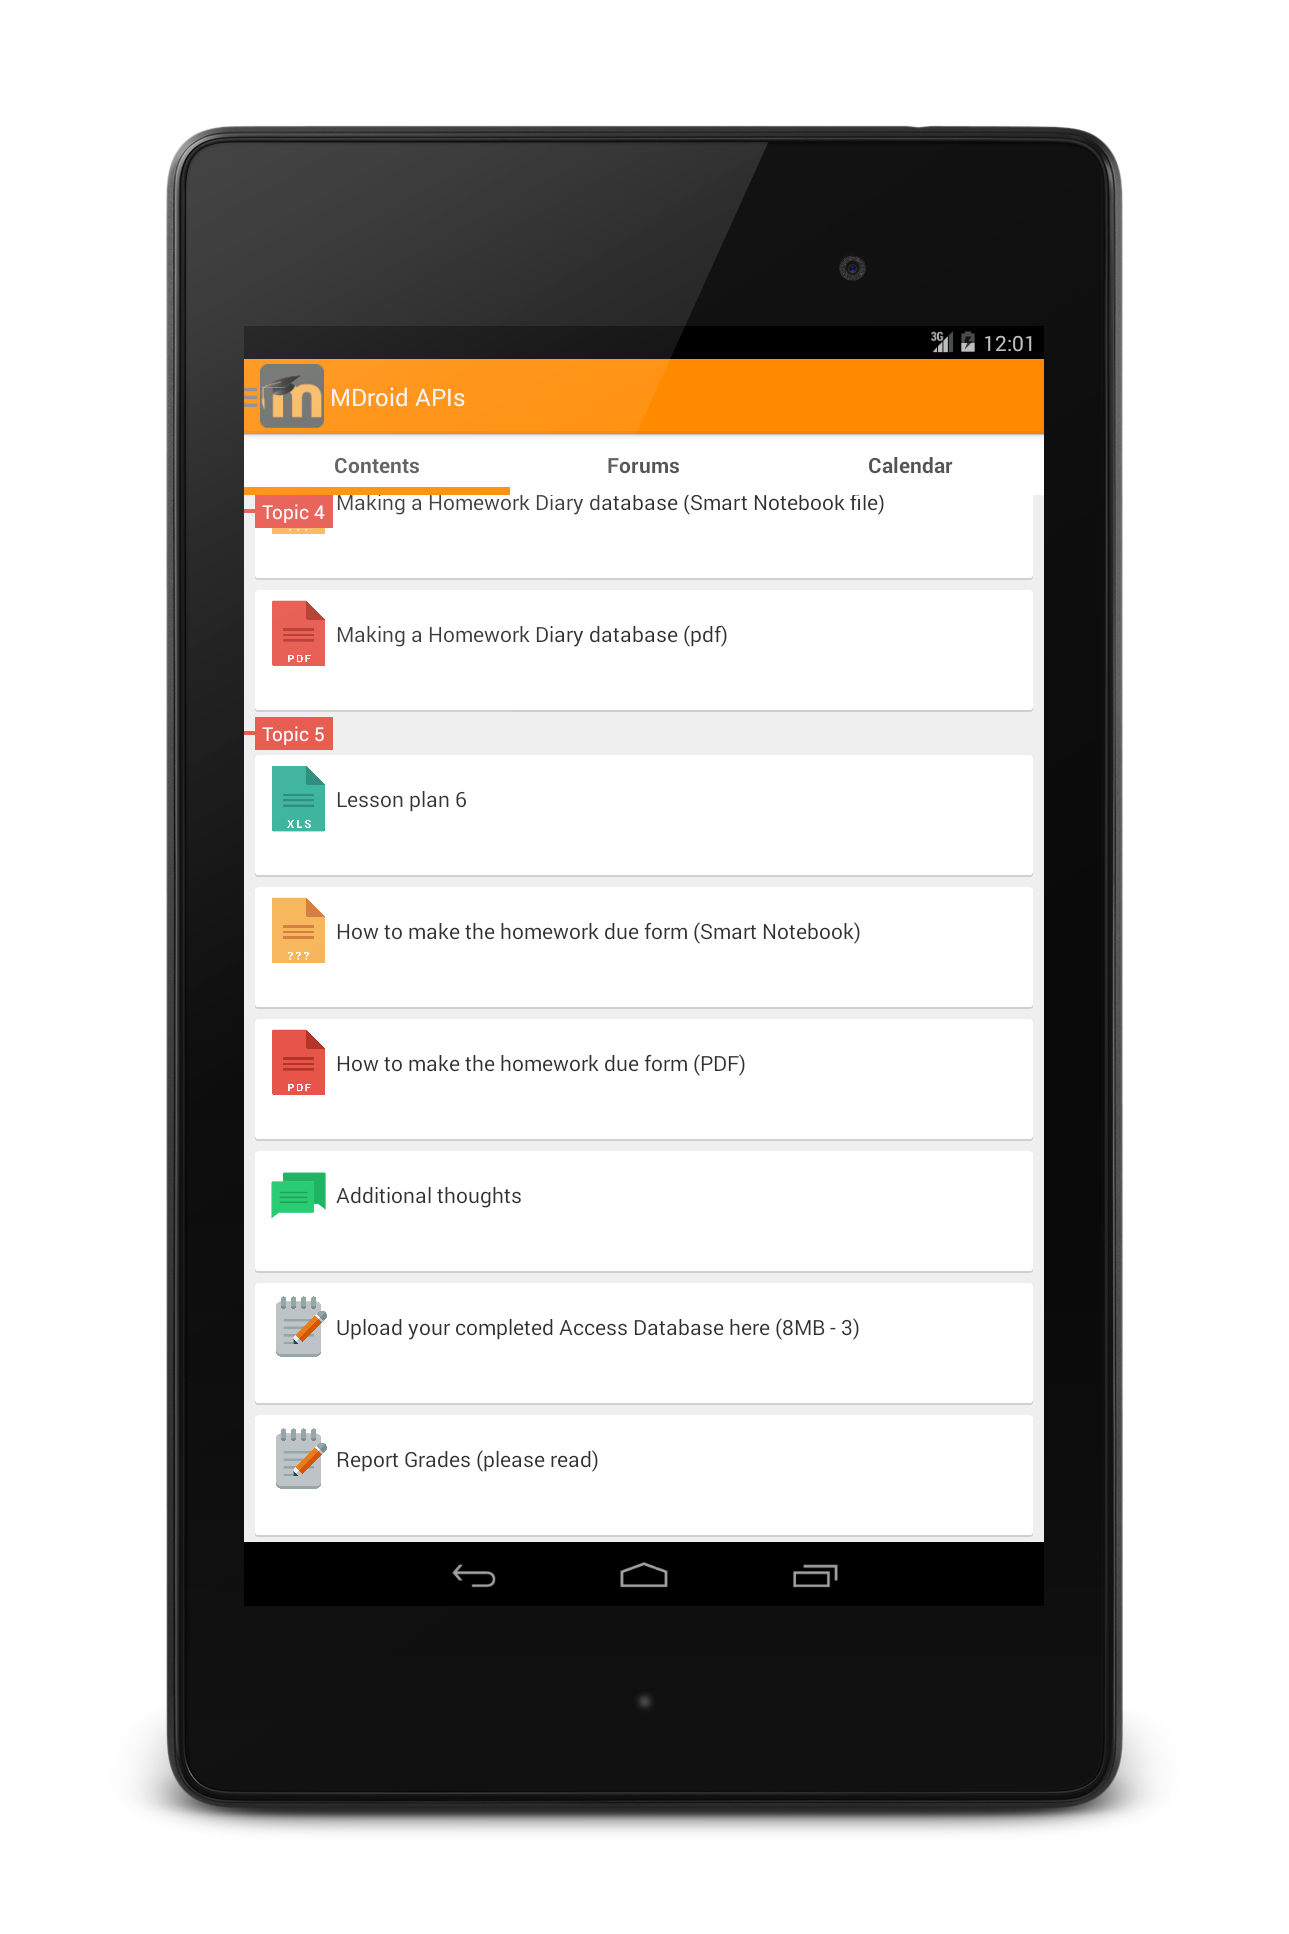 3G 12:01
m MDroid APIs
Contents Forums Calendar
Topic 4 Making a Homework Diary database (Smart Notebook file)
PDF Making a Homework Diary database (pdf)
Topic 5
Lesson plan 6
XLS
How to make the homework due form (Smart Notebook)
???
How to make the homework due form (PDF)
PDF
Additional thoughts
Upload your completed Access Database here (8MB - 3)
Report Grades (please read)